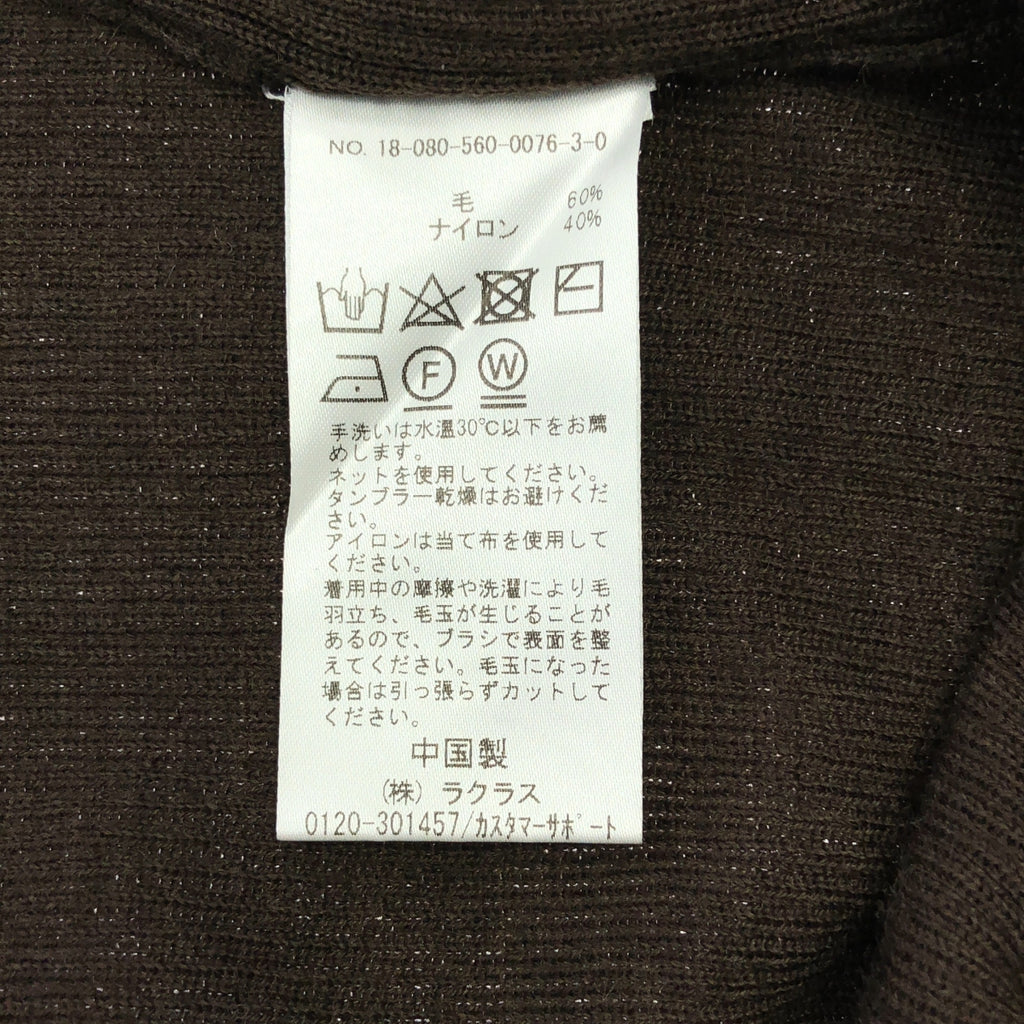 NO. 18-080-560-0076-3-0
毛 60%
ナイロン 40%
F W
手洗いは水温30℃以下をお薦
めします。
ネットを使用してください。
タンブラー乾燥はお避けくだ
さい。
アイロンは当て布を使用して
ください。
着用中の摩擦や洗濯により毛
羽立ち、毛玉が生じることが
あるので、ブラシで表面を整
えてください。毛玉になった
場合は引っ張らずカットして
ください。
中国製
(株) ラクラス
0120-301457/カスタマーサポート